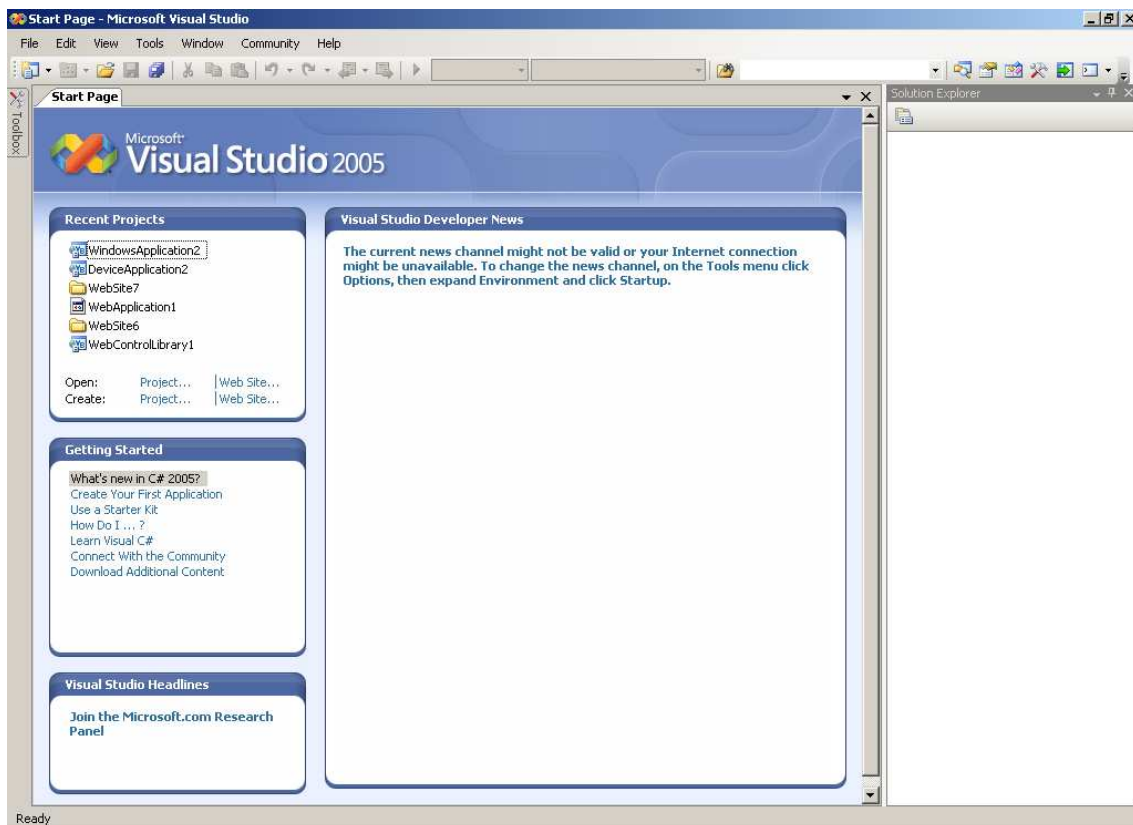 Start Page - Microsoft Visual Studio
File Edit View Tools Window Community Help
Toolbox
Start Page
Solution Explorer
Microsoft
Visual Studio 2005
Recent Projects
WindowsApplication2
DeviceApplication2
WebSite7
WebApplication1
WebSite6
WebControlLibrary1
Open: Project... | Web Site...
Create: Project... | Web Site...
Getting Started
What's new in C# 2005?
Create Your First Application
Use a Starter Kit
How Do I ... ?
Learn Visual C#
Connect With the Community
Download Additional Content
Visual Studio Headlines
Join the Microsoft.com Research
Panel
Visual Studio Developer News
The current news channel might not be valid or your Internet connection
might be unavailable. To change the news channel, on the Tools menu click
Options, then expand Environment and click Startup.
Ready